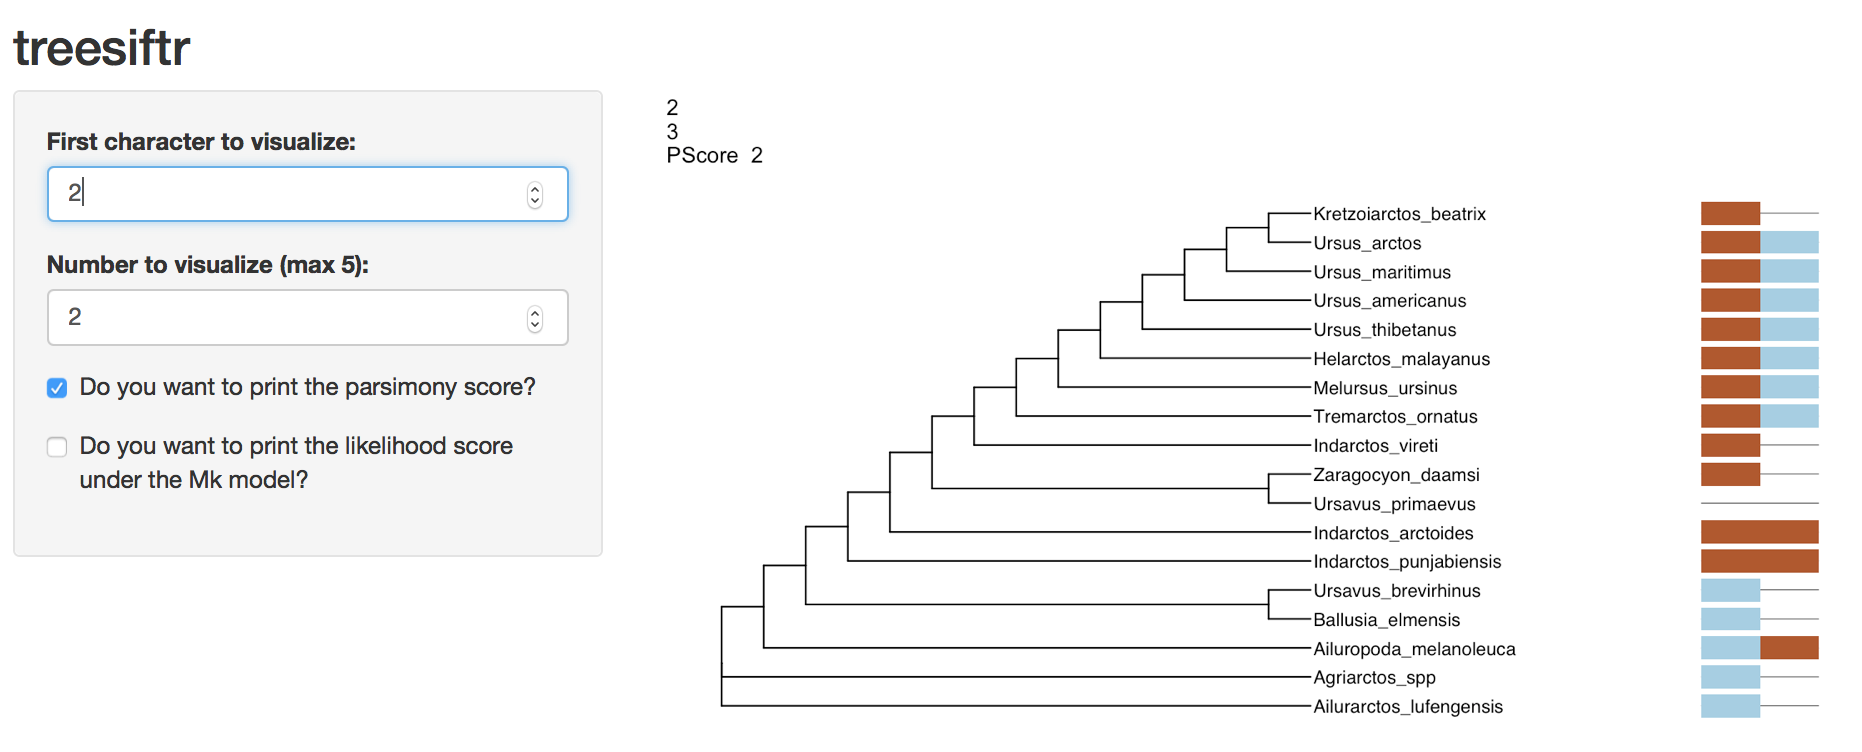 treesiftr
First character to visualize:
2
Number to visualize (max 5):
2
Do you want to print the parsimony score?
Do you want to print the likelihood score
under the Mk model?
2
3
PScore 2
Kretzoiarctos_beatrix
Ursus_arctos
Ursus_maritimus
Ursus_americanus
Ursus_thibetanus
Helarctos_malayanus
Melursus_ursinus
Tremarctos_ornatus
Indarctos_vireti
Zaragocyon_daamsi
Ursavus_primaevus
Indarctos_arctoides
Indarctos_punjabiensis
Ursavus_brevirhinus
Ballusia_elmensis
Ailuropoda_melanoleuca
Agriarctos_spp
Ailurarctos_lufengensis